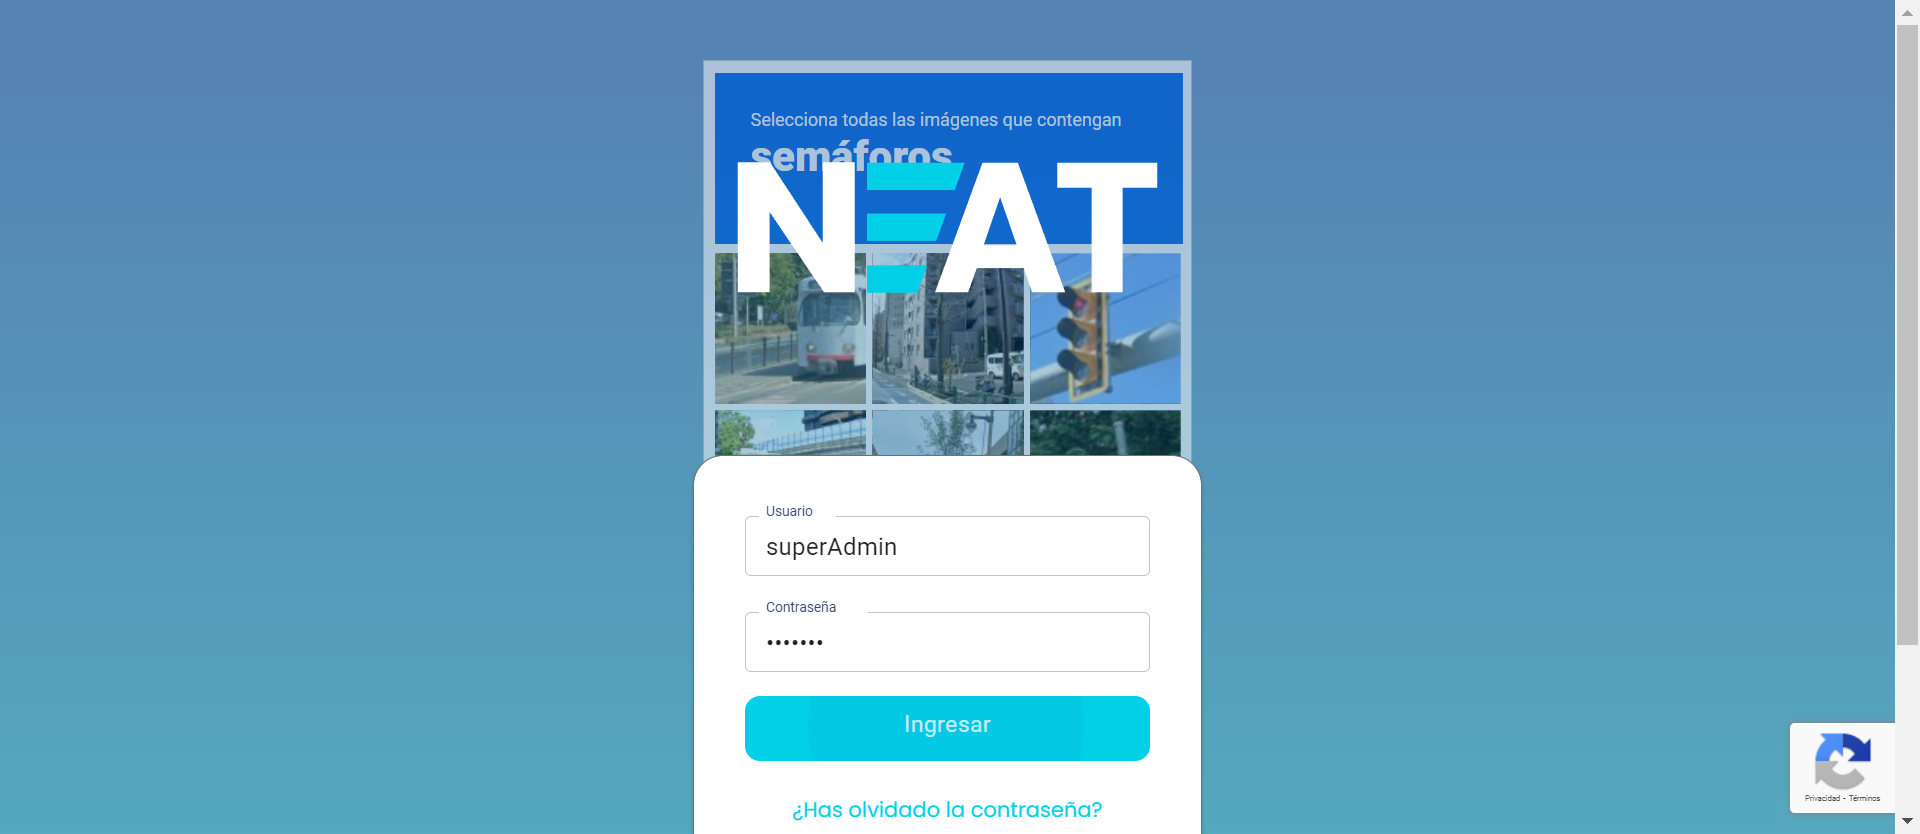 Selecciona todas las imágenes que contengan
semáforos
NEAT
Usuario
superAdmin
Contraseña
•••••••
Ingresar
¿Has olvidado la contraseña?
Privacidad - Términos